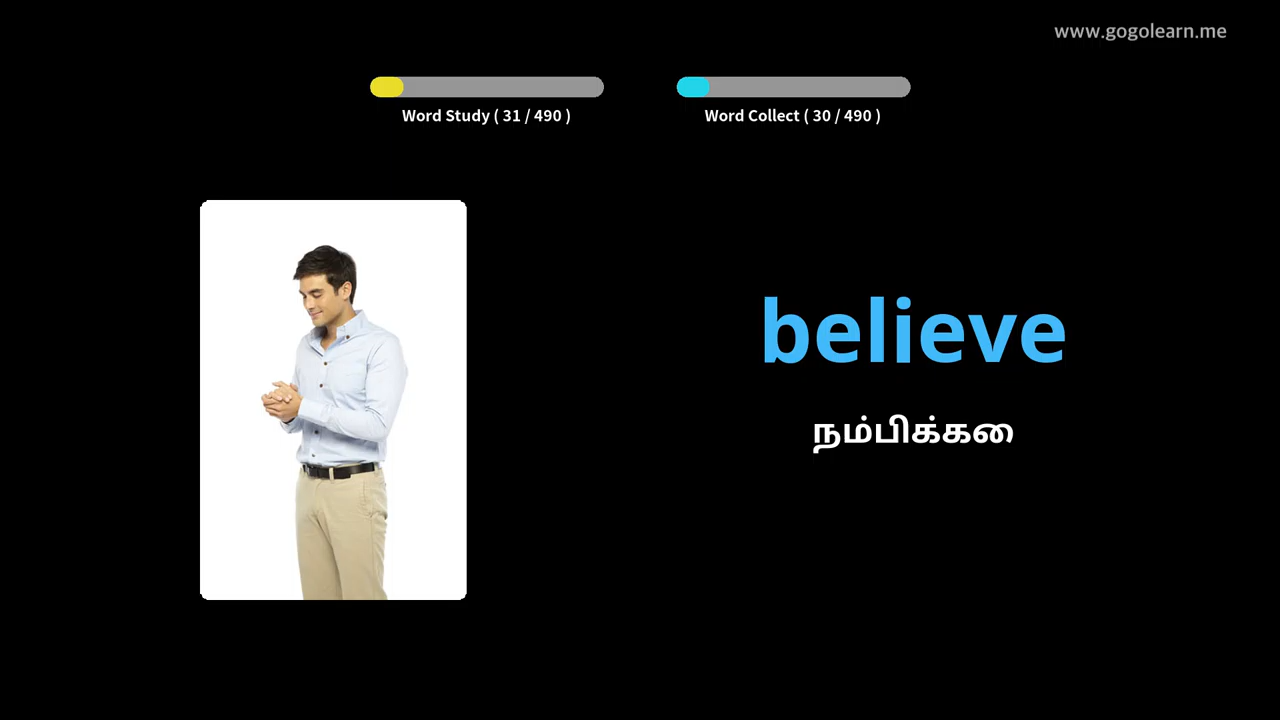 www.gogolearn.me
Word Study ( 31 / 490 )
Word Collect ( 30 / 490 )
believe
நம்பிக்கை